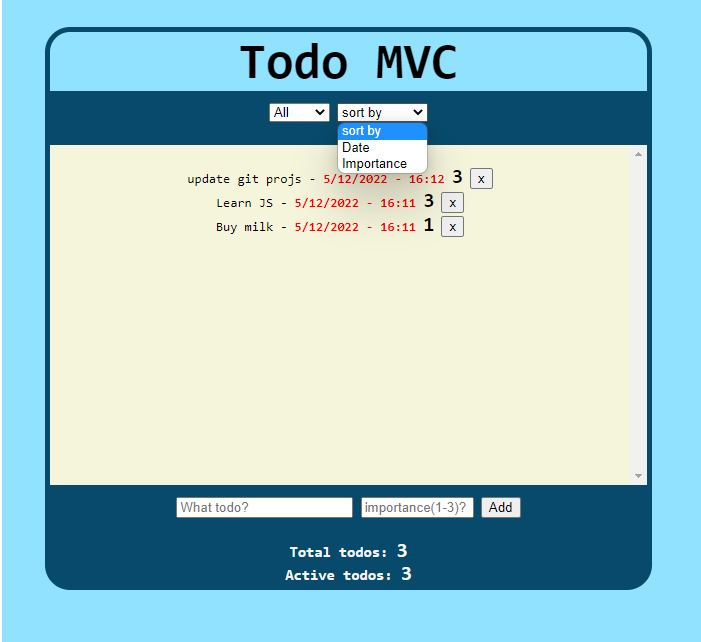 Todo MVC
All sort by
sort by
Date
Importance
update git projs - 5/12/2022 - 16:12 3 x
Learn JS - 5/12/2022 - 16:11 3 x
Buy milk - 5/12/2022 - 16:11 1 x
What todo? importance(1-3)? Add
Total todos: 3
Active todos: 3